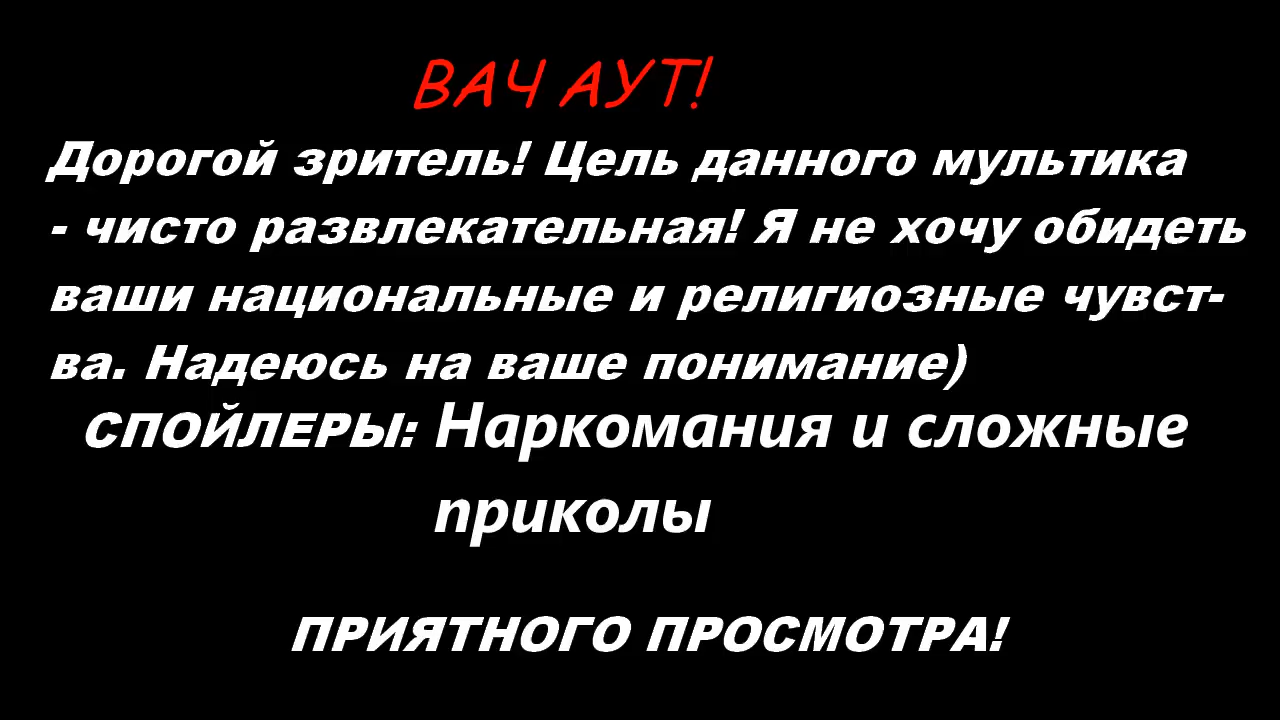 ВАЧ АУТ!
Дорогой зритель! Цель данного мультика
- чисто развлекательная! Я не хочу обидеть
ваши национальные и религиозные чувст-
ва. Надеюсь на ваше понимание)
СПОЙЛЕРЫ: Наркомания и сложные
приколы
ПРИЯТНОГО ПРОСМОТРА!